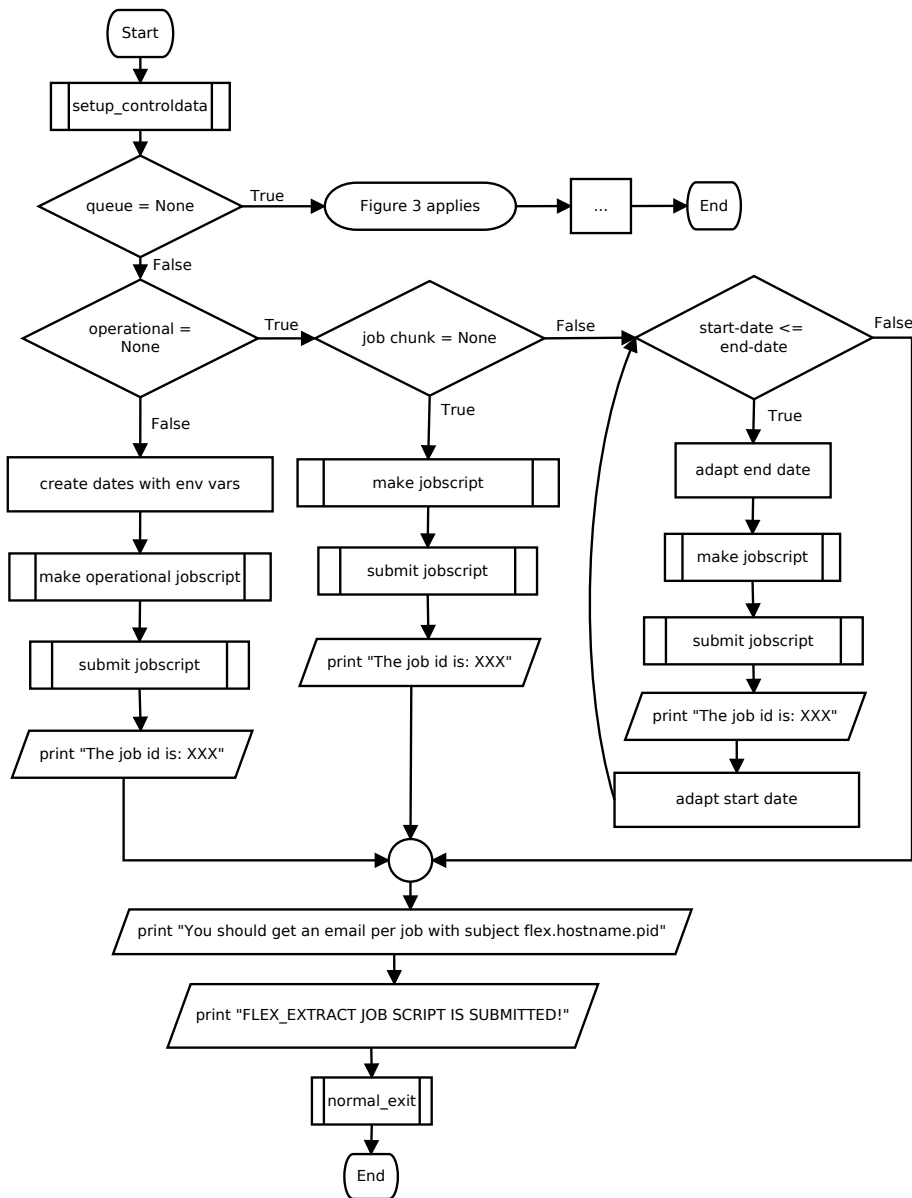 Start
setup_controldata
queue = None
True
Figure 3 applies
...
End
False
operational =
None
True
job chunk = None
False
start-date <=
end-date
False
False
True
True
create dates with env vars
make jobscript
adapt end date
make operational jobscript
submit jobscript
make jobscript
submit jobscript
print "The job id is: XXX"
submit jobscript
print "The job id is: XXX"
print "The job id is: XXX"
adapt start date
print "You should get an email per job with subject flex.hostname.pid"
print "FLEX_EXTRACT JOB SCRIPT IS SUBMITTED!"
normal_exit
End